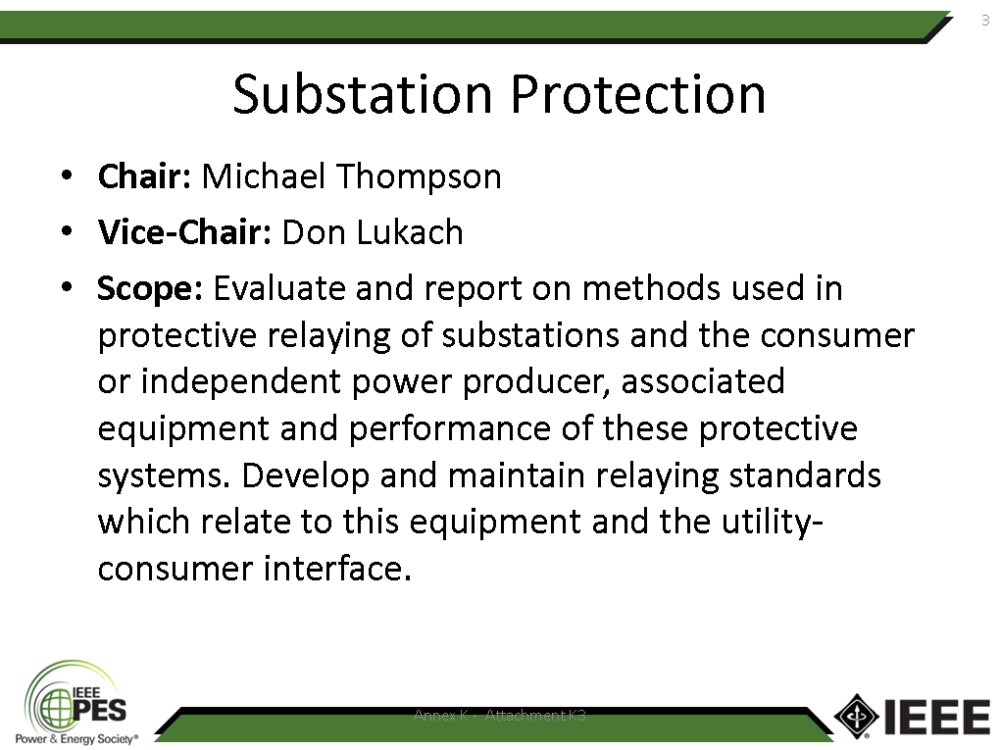 3
Substation Protection
• Chair: Michael Thompson
• Vice-Chair: Don Lukach
• Scope: Evaluate and report on methods used in
protective relaying of substations and the consumer
or independent power producer, associated
equipment and performance of these protective
systems. Develop and maintain relaying standards
which relate to this equipment and the utility-
consumer interface.
IEEE
PES
Power & Energy Society®
Annex K - Attachment K3
IEEE